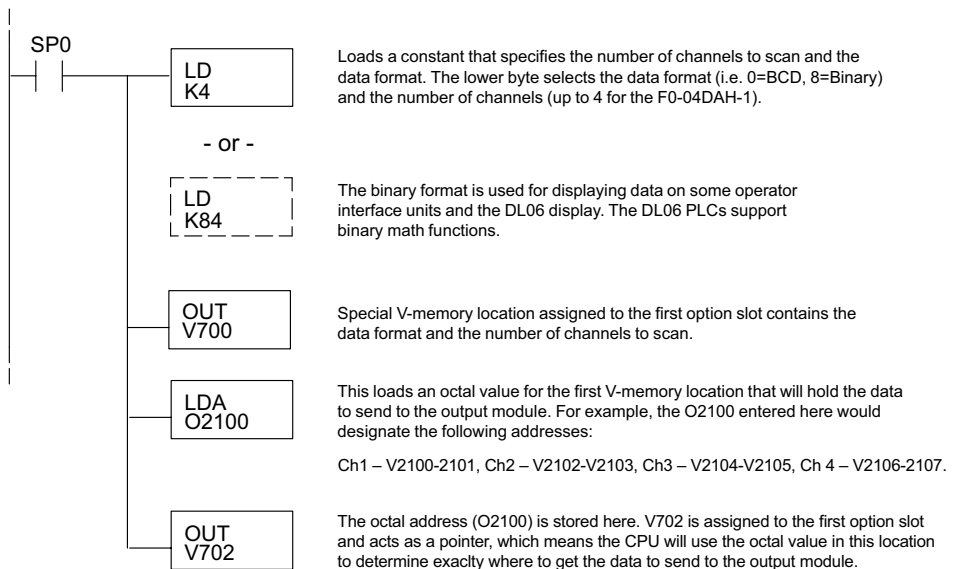 SP0
LD
K4
Loads a constant that specifies the number of channels to scan and the
data format. The lower byte selects the data format (i.e. 0=BCD, 8=Binary)
and the number of channels (up to 4 for the F0-04DAH-1).
- or -
LD
K84
The binary format is used for displaying data on some operator
interface units and the DL06 display. The DL06 PLCs support
binary math functions.
OUT
V700
Special V-memory location assigned to the first option slot contains the
data format and the number of channels to scan.
LDA
O2100
This loads an octal value for the first V-memory location that will hold the data
to send to the output module. For example, the O2100 entered here would
designate the following addresses:
Ch1 – V2100-2101, Ch2 – V2102-V2103, Ch3 – V2104-V2105, Ch 4 – V2106-2107.
OUT
V702
The octal address (O2100) is stored here. V702 is assigned to the first option slot
and acts as a pointer, which means the CPU will use the octal value in this location
to determine exaclty where to get the data to send to the output module.